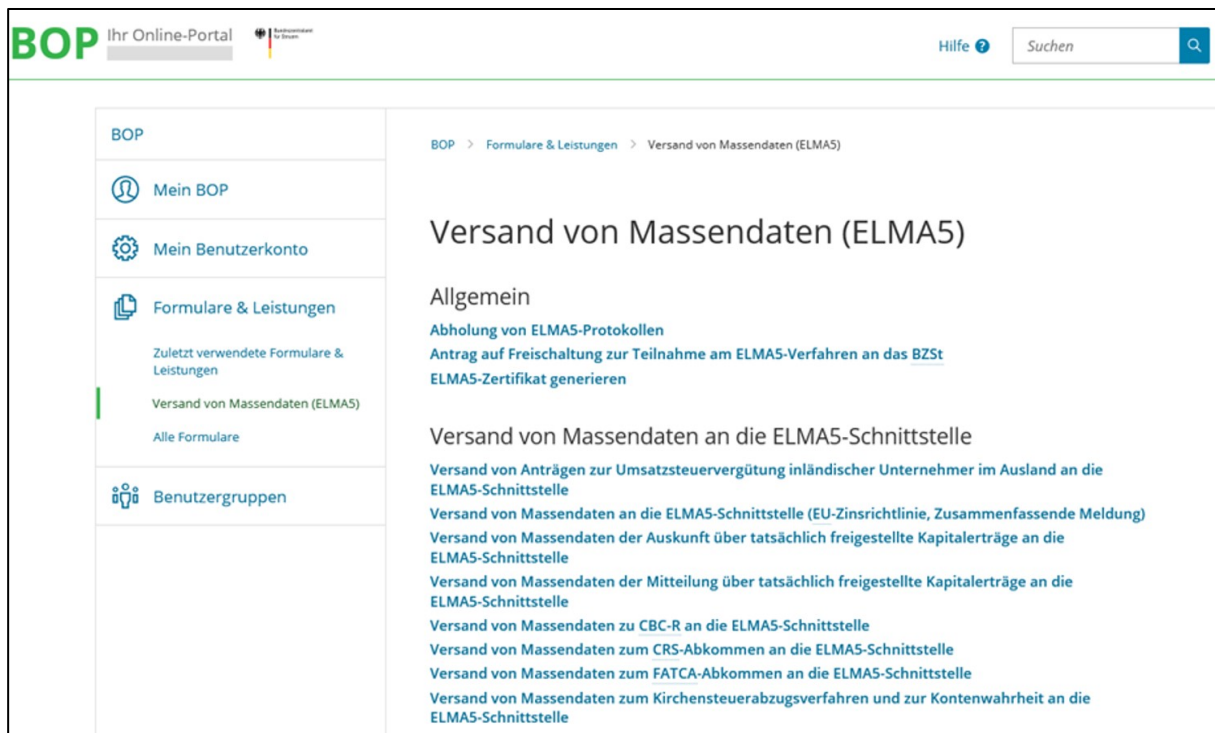 BOP Ihr Online-Portal
Bundeszentralamt
für Steuern
Hilfe ?
Suchen
BOP
Mein BOP
Mein Benutzerkonto
Formulare & Leistungen
Zuletzt verwendete Formulare &
Leistungen
Versand von Massendaten (ELMA5)
Alle Formulare
Benutzergruppen
BOP > Formulare & Leistungen > Versand von Massendaten (ELMA5)
Versand von Massendaten (ELMA5)
Allgemein
Abholung von ELMA5-Protokollen
Antrag auf Freischaltung zur Teilnahme am ELMA5-Verfahren an das BZSt
ELMA5-Zertifikat generieren
Versand von Massendaten an die ELMA5-Schnittstelle
Versand von Anträgen zur Umsatzsteuervergütung inländischer Unternehmer im Ausland an die
ELMA5-Schnittstelle
Versand von Massendaten an die ELMA5-Schnittstelle (EU-Zinsrichtlinie, Zusammenfassende Meldung)
Versand von Massendaten der Auskunft über tatsächlich freigestellte Kapitalerträge an die
ELMA5-Schnittstelle
Versand von Massendaten der Mitteilung über tatsächlich freigestellte Kapitalerträge an die
ELMA5-Schnittstelle
Versand von Massendaten zu CBC-R an die ELMA5-Schnittstelle
Versand von Massendaten zum CRS-Abkommen an die ELMA5-Schnittstelle
Versand von Massendaten zum FATCA-Abkommen an die ELMA5-Schnittstelle
Versand von Massendaten zum Kirchensteuerabzugsverfahren und zur Kontenwahrheit an die
ELMA5-Schnittstelle